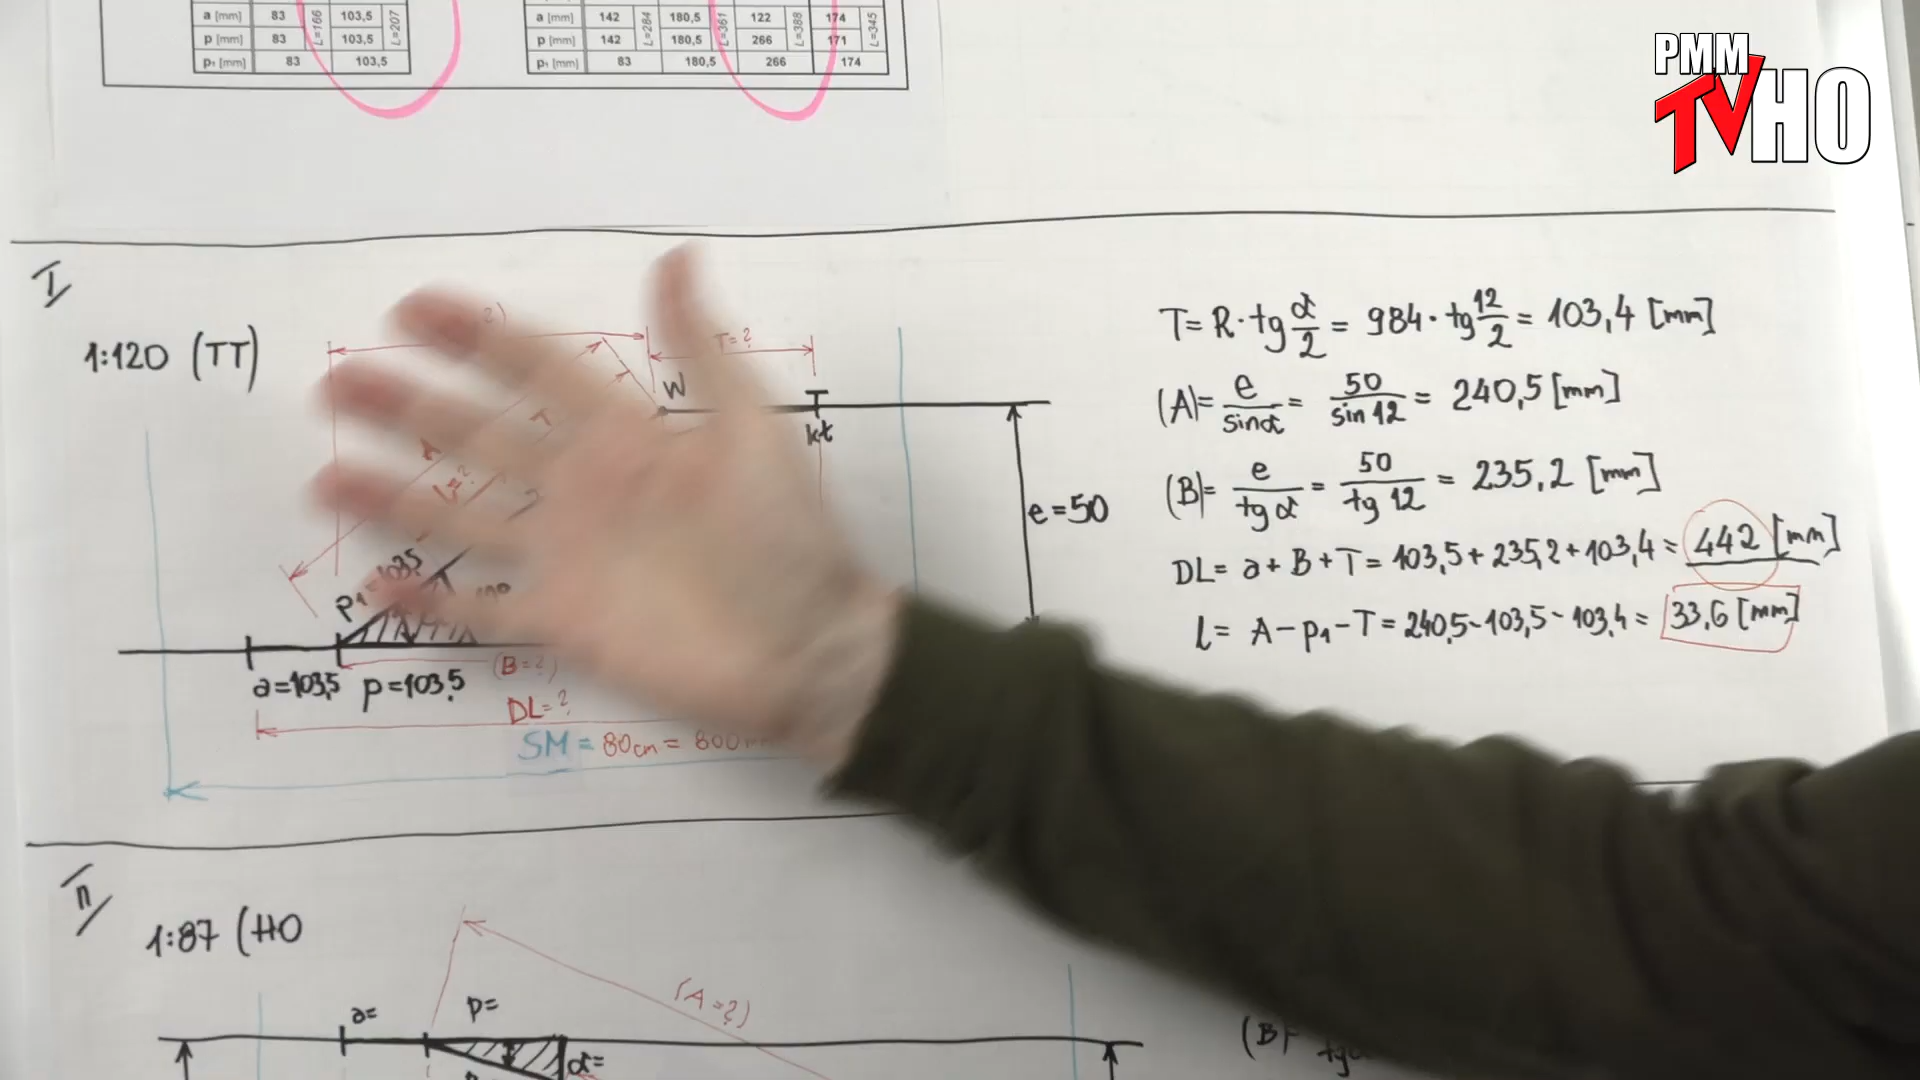 a [mm] 83 L=166 103,5 L=207
p [mm] 83 103,5
p₁ [mm] 83 103,5
a [mm] 142 L=284 180,5 L=361 122 L=388 174 L=345
p [mm] 142 180,5 266 171
p₁ [mm] 83 180,5 266 174
PMM
TVHO
I
1:120 (TT)
T=?
W
T
kt
A
T
l=?
p₁=103,5
a=103,5 p=103,5
(B=?)
DL=?
SM = 80cm = 800
e=50
T= R·tg α/2 = 984·tg 12/2 = 103,4 [mm]
(A)= e/sinα = 50/sin 12 = 240,5 [mm]
(B)= e/tg α = 50/tg 12 = 235,2 [mm]
DL= a+B+T= 103,5+235,2+103,4= 442 [mm]
l= A-p₁-T= 240,5-103,5-103,4= 33,6 [mm]
II
1:87 (HO
(A=?)
a= p=
α=
(B)=